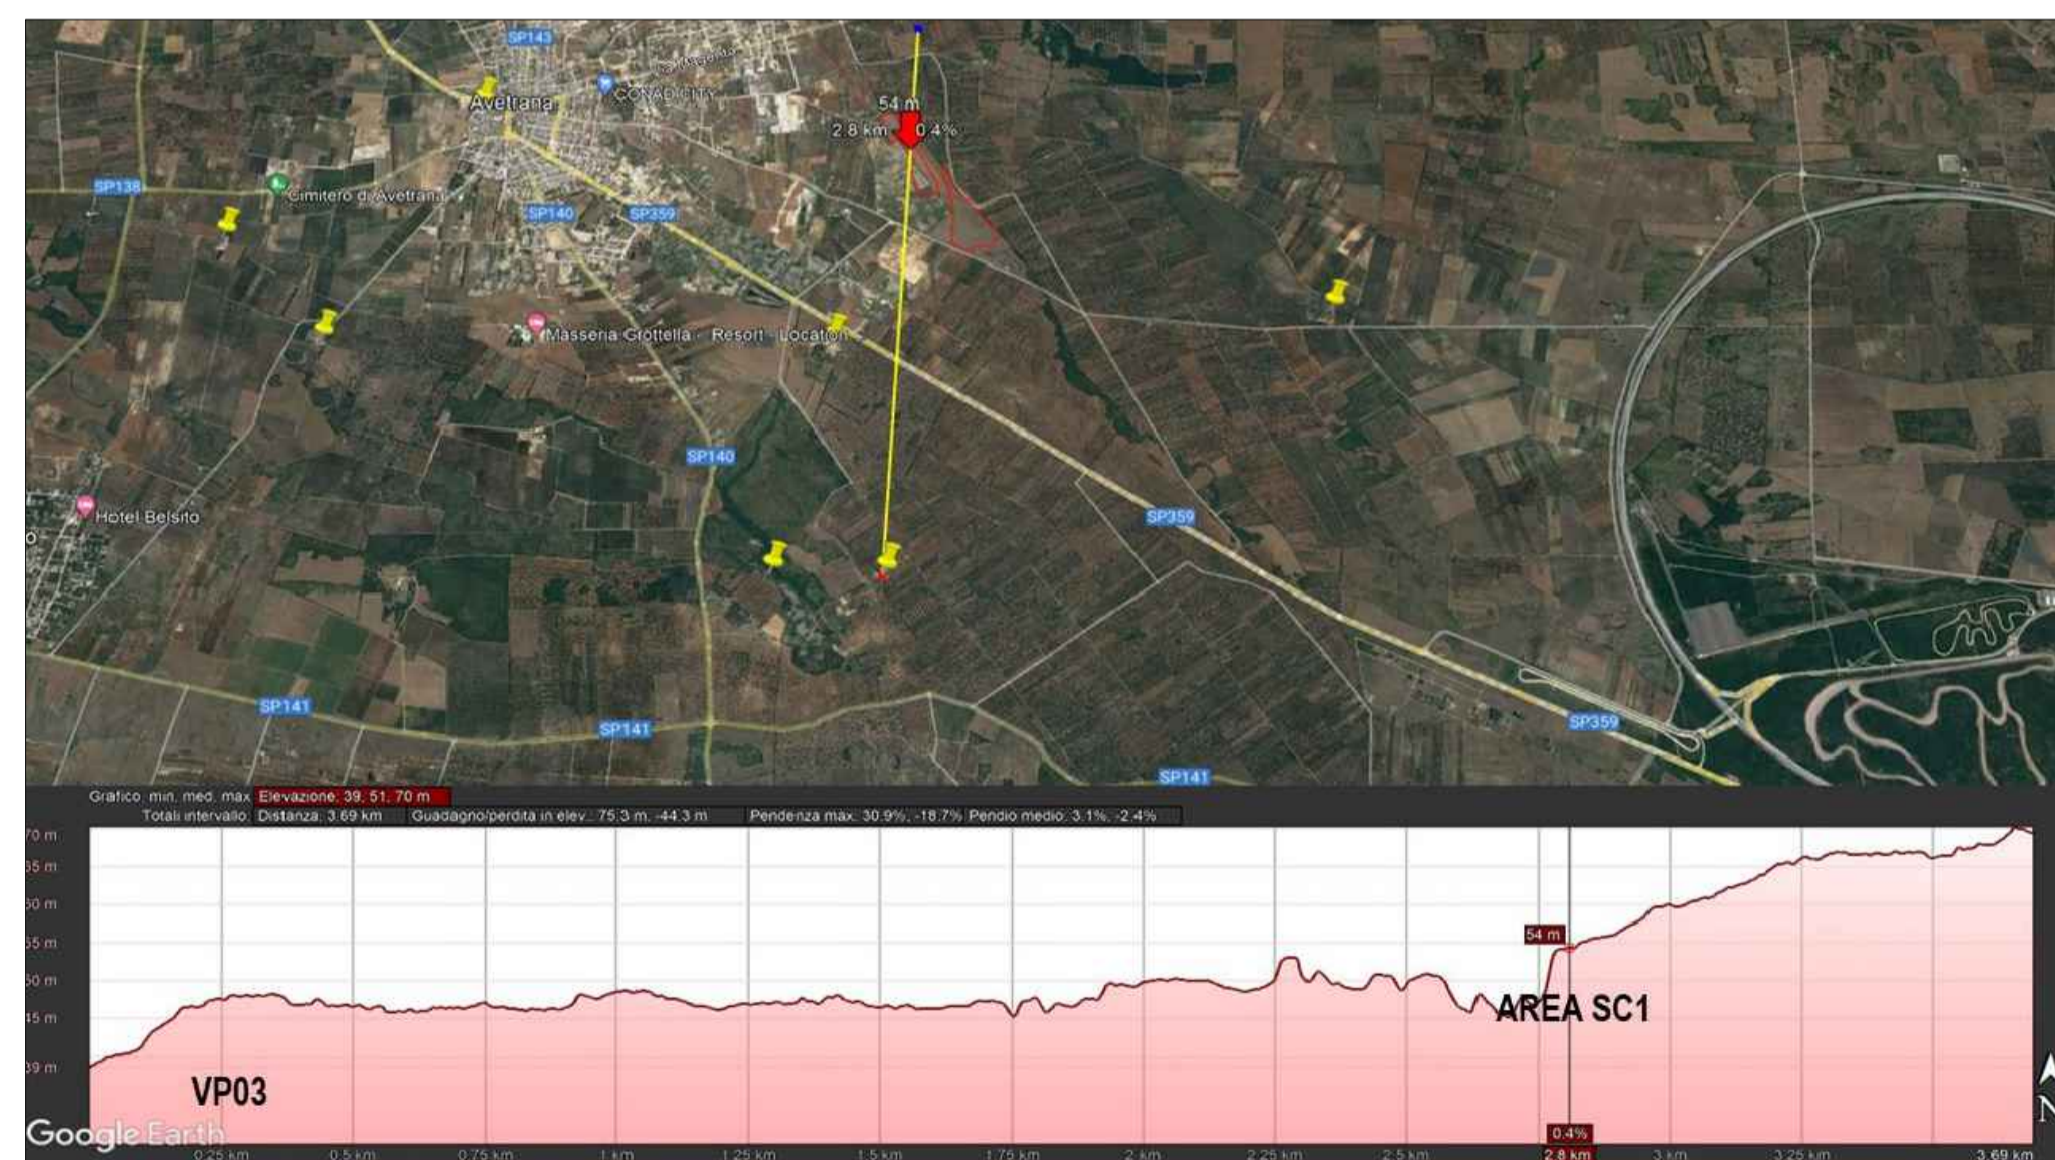 SP143
CONAD CITY
Avetrana
54 m
2.8 km 0.4%
SP138
Cimitero di Avetrana
SP140
SP359
Masseria Grottella - Resort - Location
SP140
Hotel Belsito
SP359
SP141
SP141
SP359
SP141
Grafico. min. med. max Elevazione: 39, 51, 70 m
Totali intervallo: Distanza: 3.69 km Guadagno/perdita in elev.: 75.3 m, -44.3 m Pendenza max. 30.9%, -18.7% Pendio medio: 3.1%, -2.4%
70 m
54 m
AREA SC1
39 m
VP03
N
Google Earth
0.4%
0.25 km 0.5 km 0.75 km 1 km 1.25 km 1.5 km 1.75 km 2 km 2.25 km 2.5 km 2.8 km 3 km 3.25 km 3.69 km